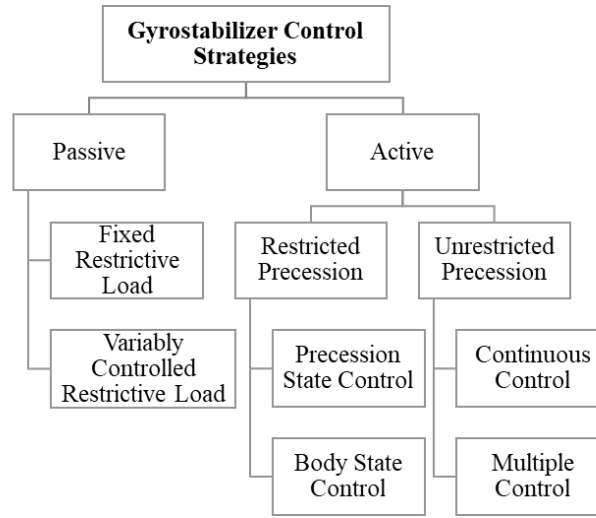 Gyrostabilizer Control
Strategies
Passive
Active
Fixed
Restrictive
Load
Variably
Controlled
Restrictive Load
Restricted
Precession
Unrestricted
Precession
Precession
State Control
Body State
Control
Continuous
Control
Multiple
Control